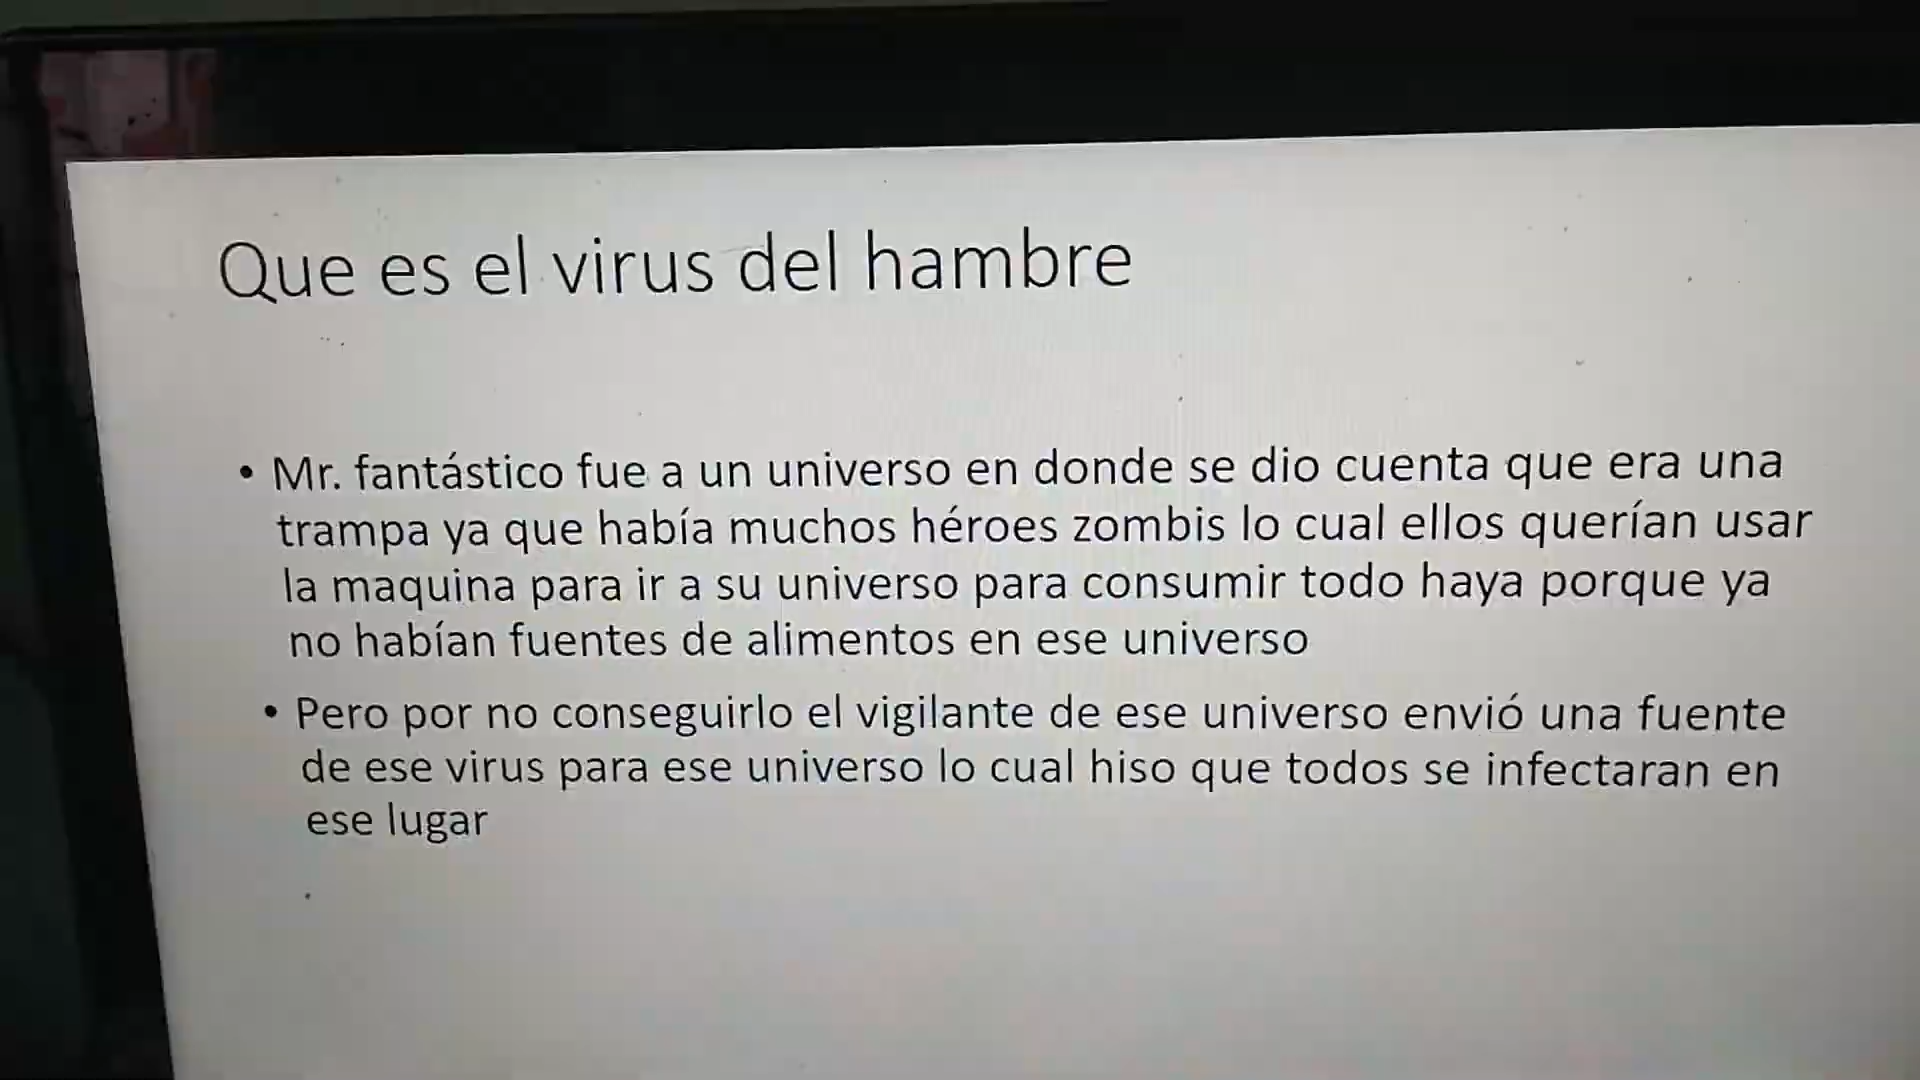 Que es el virus del hambre
• Mr. fantástico fue a un universo en donde se dio cuenta que era una
trampa ya que había muchos héroes zombis lo cual ellos querían usar
la maquina para ir a su universo para consumir todo haya porque ya
no habían fuentes de alimentos en ese universo
• Pero por no conseguirlo el vigilante de ese universo envió una fuente
de ese virus para ese universo lo cual hiso que todos se infectaran en
ese lugar